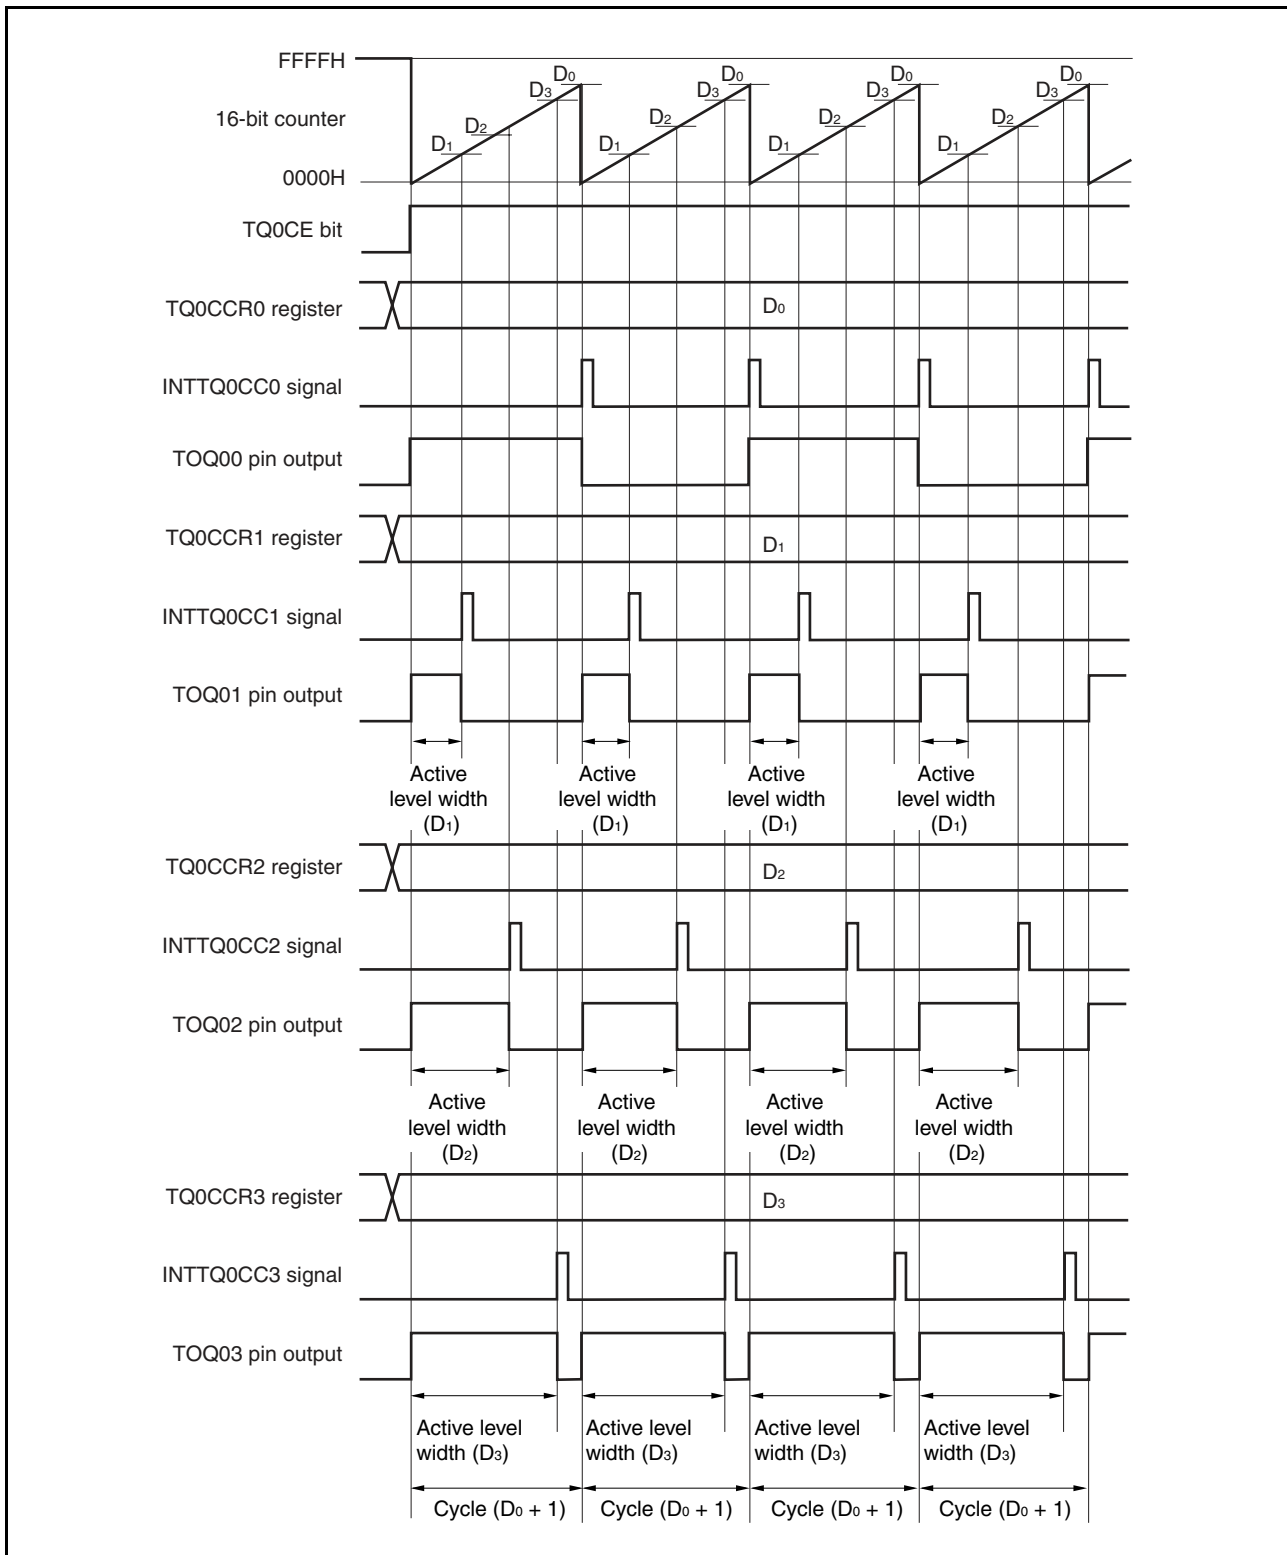 FFFFH
D0 D0 D0 D0
D3 D3 D3 D3
16-bit counter
D2 D2 D2 D2
D1 D1 D1 D1
0000H
TQ0CE bit
TQ0CCR0 register
D0
INTTQ0CC0 signal
TOQ00 pin output
TQ0CCR1 register
D1
INTTQ0CC1 signal
TOQ01 pin output
Active Active Active Active
level width level width level width level width
(D1) (D1) (D1) (D1)
TQ0CCR2 register
D2
INTTQ0CC2 signal
TOQ02 pin output
Active Active Active Active
level width level width level width level width
(D2) (D2) (D2) (D2)
TQ0CCR3 register
D3
INTTQ0CC3 signal
TOQ03 pin output
Active level Active level Active level Active level
width (D3) width (D3) width (D3) width (D3)
Cycle (D0 + 1) Cycle (D0 + 1) Cycle (D0 + 1) Cycle (D0 + 1)